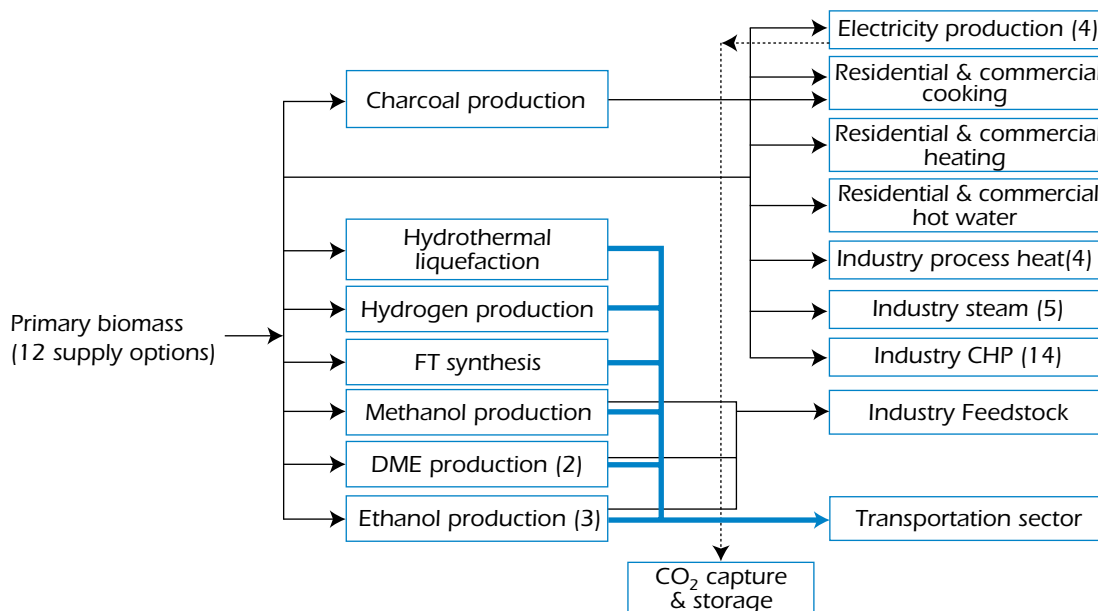 Primary biomass
(12 supply options)
Charcoal production
Hydrothermal
liquefaction
Hydrogen production
FT synthesis
Methanol production
DME production (2)
Ethanol production (3)
Electricity production (4)
Residential & commercial
cooking
Residential & commercial
heating
Residential & commercial
hot water
Industry process heat(4)
Industry steam (5)
Industry CHP (14)
Industry Feedstock
Transportation sector
CO₂ capture
& storage